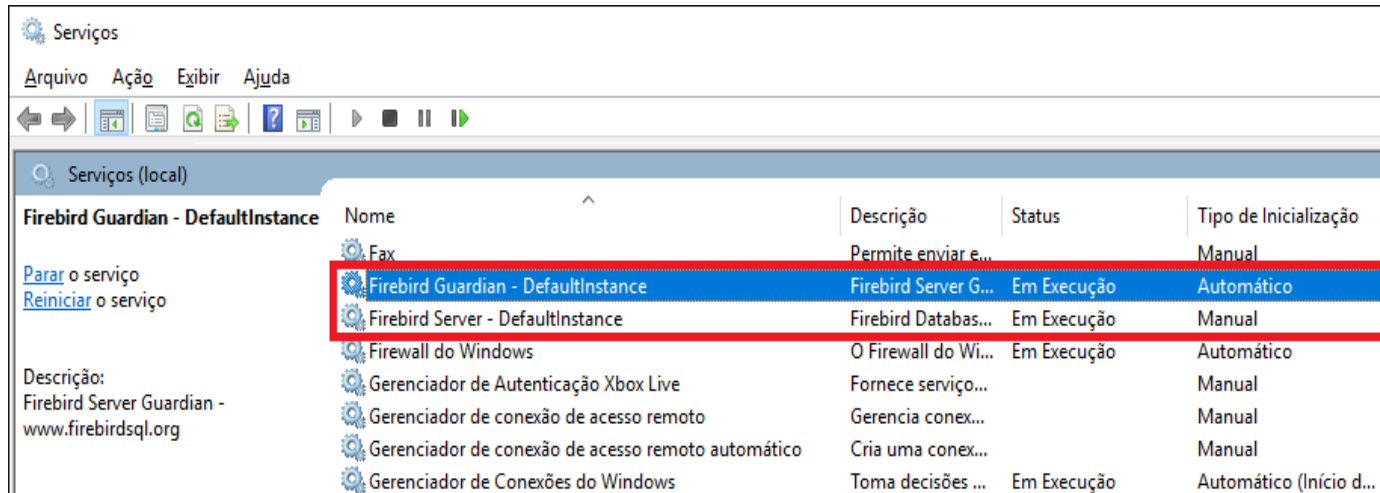 Serviços
Arquivo Ação Exibir Ajuda
Serviços (local)
Firebird Guardian - DefaultInstance
Parar o serviço
Reiniciar o serviço
Descrição:
Firebird Server Guardian -
www.firebirdsql.org
Nome Descrição Status Tipo de Inicialização
Fax Permite enviar e... Manual
Firebird Guardian - DefaultInstance Firebird Server G... Em Execução Automático
Firebird Server - DefaultInstance Firebird Databas... Em Execução Manual
Firewall do Windows O Firewall do Wi... Em Execução Automático
Gerenciador de Autenticação Xbox Live Fornece serviço... Manual
Gerenciador de conexão de acesso remoto Gerencia conex... Manual
Gerenciador de conexão de acesso remoto automático Cria uma conex... Manual
Gerenciador de Conexões do Windows Toma decisões ... Em Execução Automático (Início d...